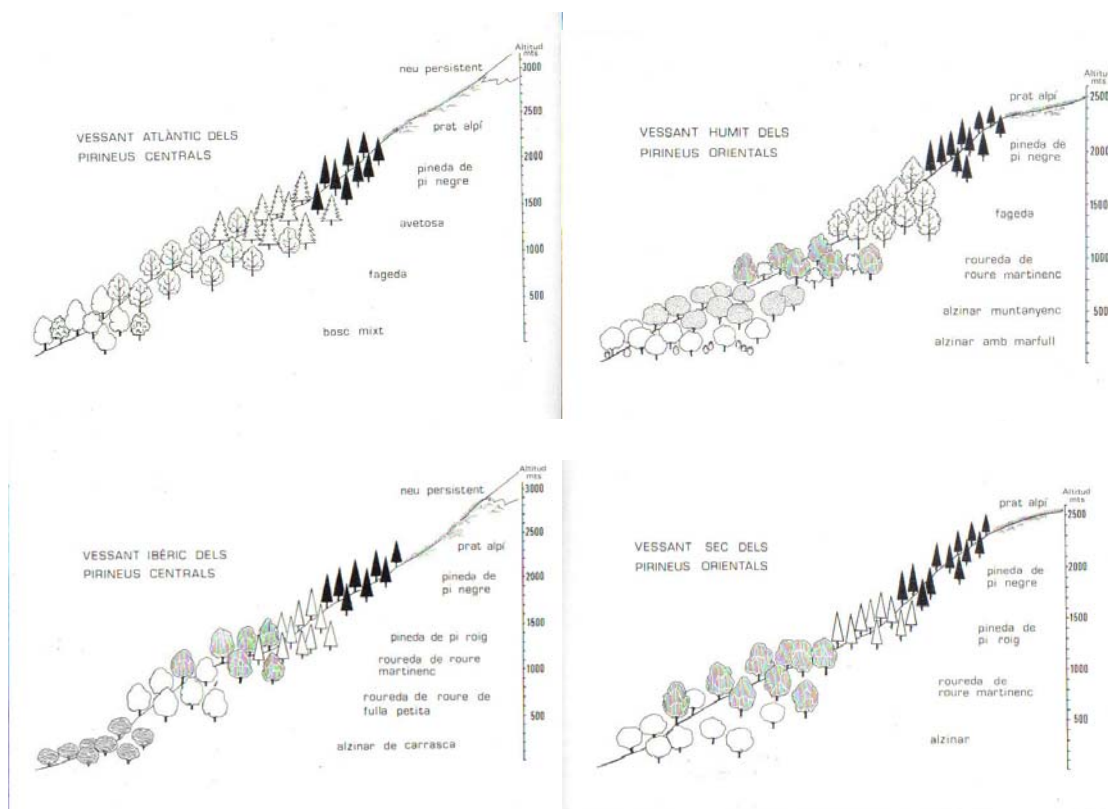 Altitud
mts
3000
2500
2000
1500
1000
500
VESSANT ATLÀNTIC DELS
PIRINEUS CENTRALS
neu persistent
prat alpí
pineda de
pi negre
avetosa
fageda
bosc mixt
Altitud
mts
2500
2000
1500
1000
500
VESSANT HUMIT DELS
PIRINEUS ORIENTALS
prat alpí
pineda de
pi negre
fageda
roureda de
roure martinenc
alzinar muntanyenc
alzinar amb marfull
Altitud
mts
3000
2500
2000
1500
1000
500
VESSANT IBÈRIC DELS
PIRINEUS CENTRALS
neu persistent
prat alpí
pineda de
pi negre
pineda de pi roig
roureda de roure
martinenc
roureda de roure de
fulla petita
alzinar de carrasca
Altitud
mts
2500
2000
1500
1000
500
VESSANT SEC DELS
PIRINEUS ORIENTALS
prat alpí
pineda de
pi negre
pineda de
pi roig
roureda de
roure martinenc
alzinar